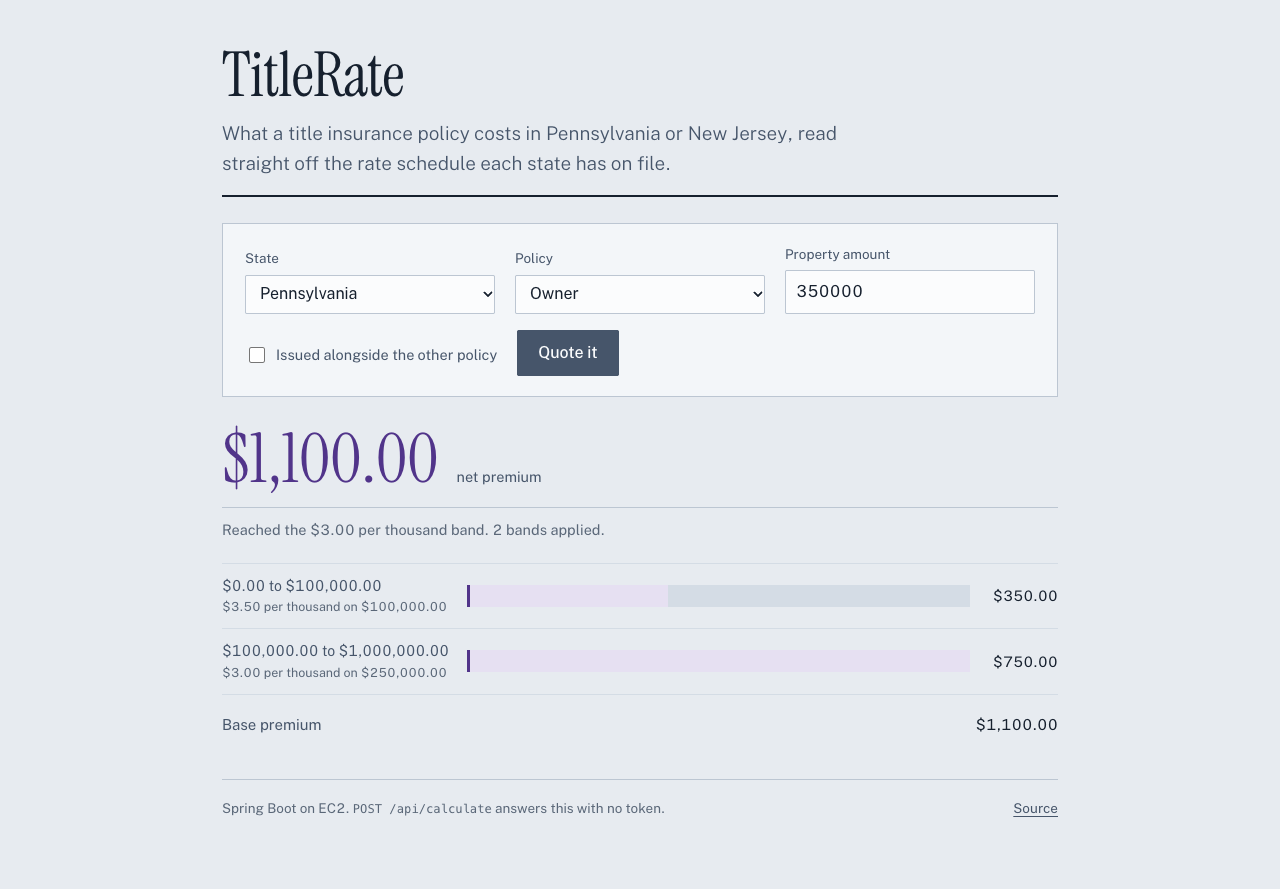 TitleRate
What a title insurance policy costs in Pennsylvania or New Jersey, read
straight off the rate schedule each state has on file.
State
Policy
Property amount
Pennsylvania
Owner
350000
Issued alongside the other policy
Quote it
$1,100.00 net premium
Reached the $3.00 per thousand band. 2 bands applied.
$0.00 to $100,000.00
$3.50 per thousand on $100,000.00
$350.00
$100,000.00 to $1,000,000.00
$3.00 per thousand on $250,000.00
$750.00
Base premium $1,100.00
Spring Boot on EC2. POST /api/calculate answers this with no token. Source